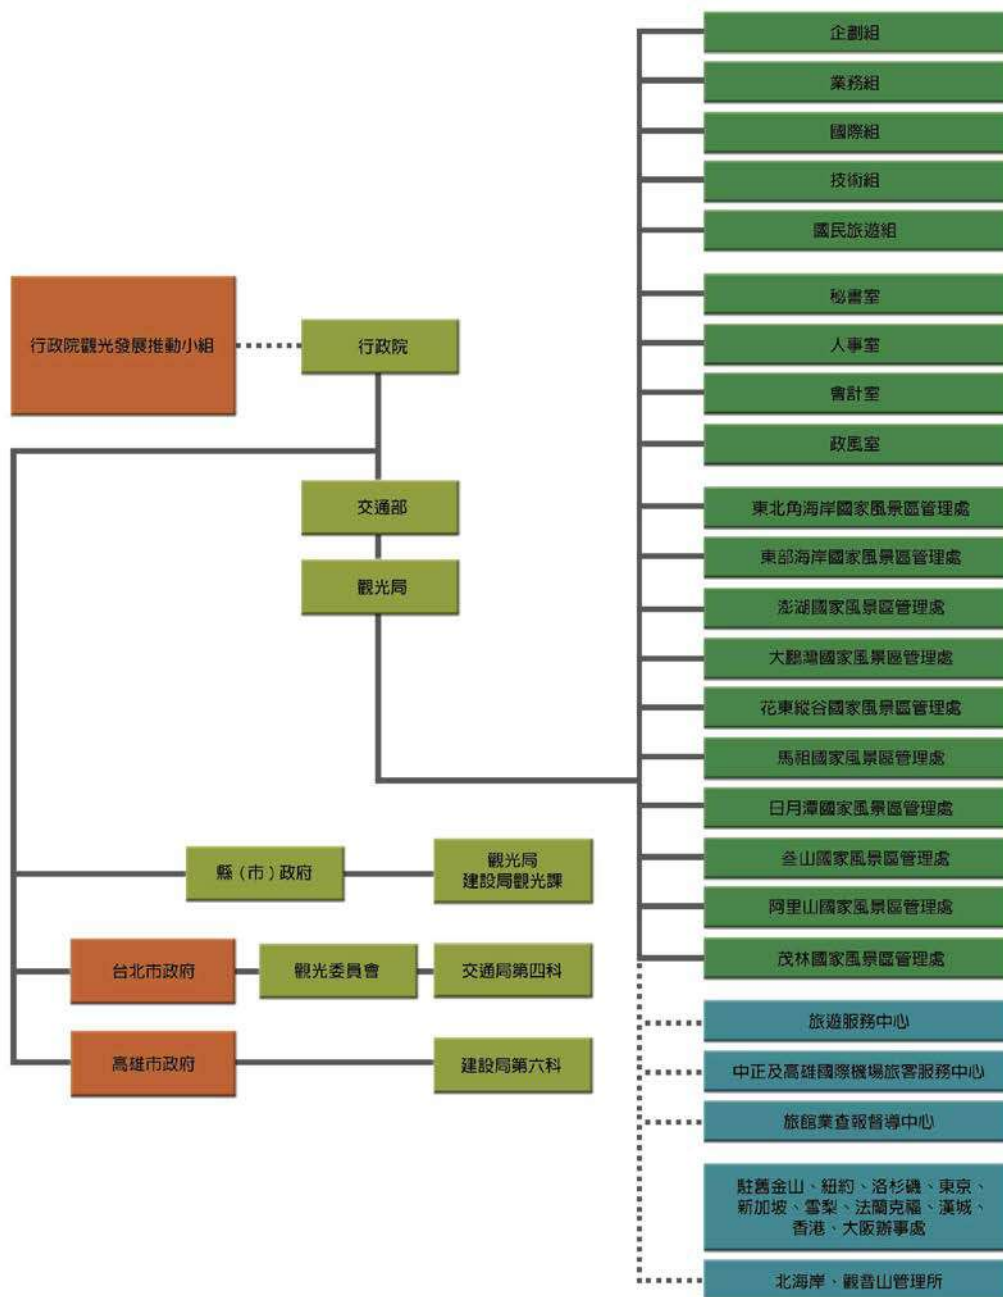 行政院觀光發展推動小組
行政院
交通部
觀光局
縣（市）政府
觀光局
建設局觀光課
台北市政府
觀光委員會
交通局第四科
高雄市政府
建設局第六科
企劃組
業務組
國際組
技術組
國民旅遊組
秘書室
人事室
會計室
政風室
東北角海岸國家風景區管理處
東部海岸國家風景區管理處
澎湖國家風景區管理處
大鵬灣國家風景區管理處
花東縱谷國家風景區管理處
馬祖國家風景區管理處
日月潭國家風景區管理處
參山國家風景區管理處
阿里山國家風景區管理處
茂林國家風景區管理處
旅遊服務中心
中正及高雄國際機場旅客服務中心
旅館業查報督導中心
駐舊金山、紐約、洛杉磯、東京、
新加坡、雪梨、法蘭克福、漢城、
香港、大阪辦事處
北海岸、觀音山管理所